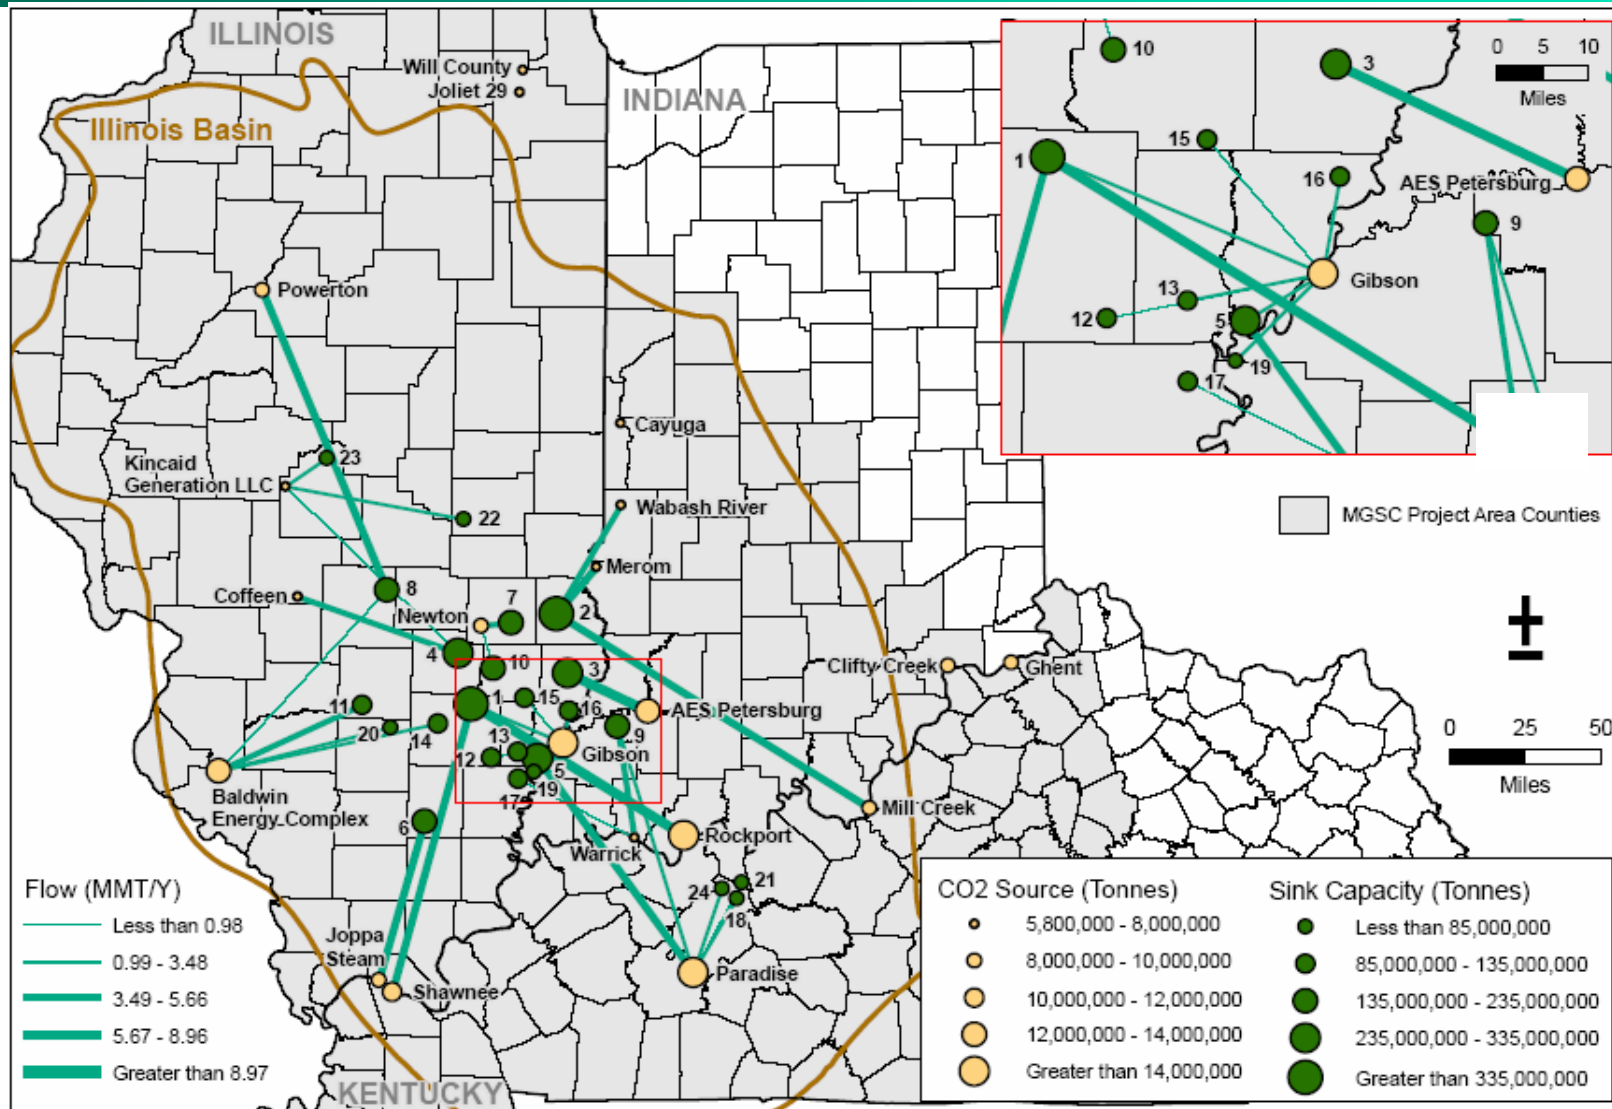 ILLINOIS
Will County
Joliet 29
INDIANA
Illinois Basin
Powerton
23
Kincaid
Generation LLC
22
Cayuga
Wabash River
Merom
Coffeen
8
Newton
7
2
4
10
3
1
15
16
AES Petersburg
9
11
20
14
13
12
Gibson
5
19
17
Baldwin
Energy Complex
6
Clifty Creek
Ghent
Mill Creek
Rockport
Warrick
24
21
18
Paradise
Joppa
Steam
Shawnee
KENTUCKY
10
3
0 5 10
Miles
15
1
16
AES Petersburg
9
Gibson
13
12
5
19
17
MGSC Project Area Counties
±
0 25 50
Miles
Flow (MMT/Y)
Less than 0.98
0.99 - 3.48
3.49 - 5.66
5.67 - 8.96
Greater than 8.97
CO2 Source (Tonnes)
5,800,000 - 8,000,000
8,000,000 - 10,000,000
10,000,000 - 12,000,000
12,000,000 - 14,000,000
Greater than 14,000,000
Sink Capacity (Tonnes)
Less than 85,000,000
85,000,000 - 135,000,000
135,000,000 - 235,000,000
235,000,000 - 335,000,000
Greater than 335,000,000